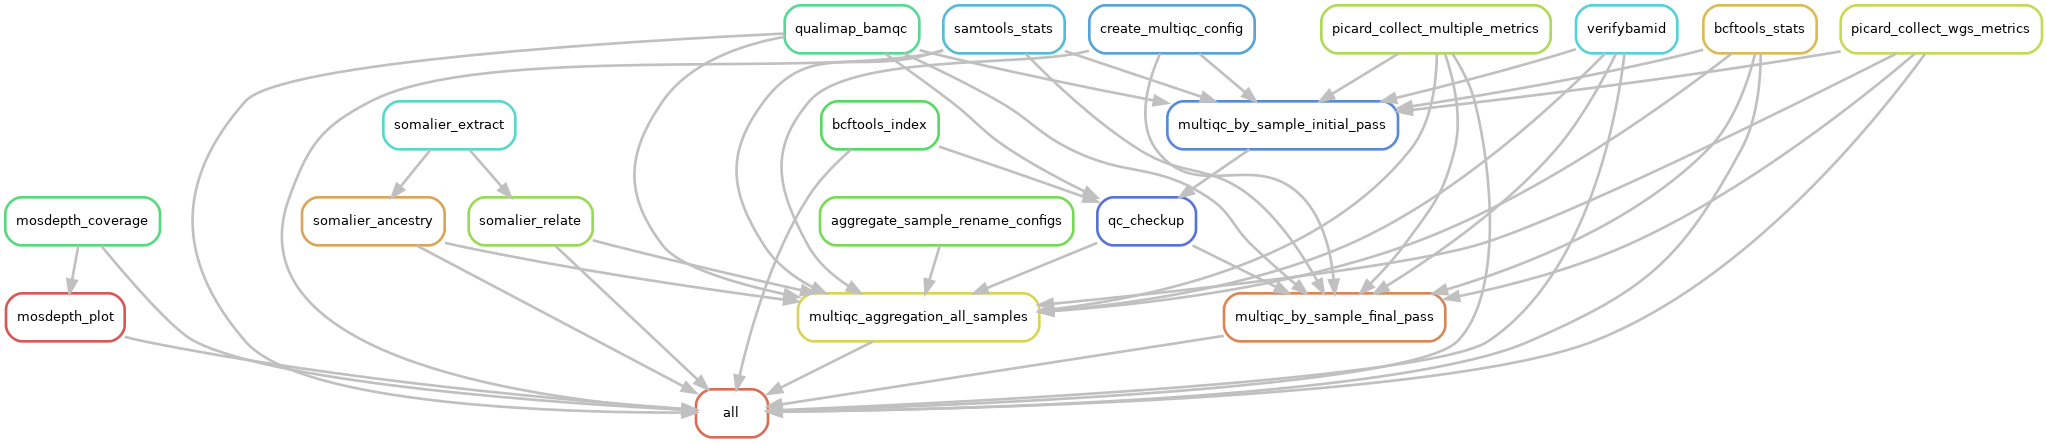 qualimap_bamqc
samtools_stats
create_multiqc_config
picard_collect_multiple_metrics
verifybamid
bcftools_stats
picard_collect_wgs_metrics
somalier_extract
bcftools_index
multiqc_by_sample_initial_pass
mosdepth_coverage
somalier_ancestry
somalier_relate
aggregate_sample_rename_configs
qc_checkup
mosdepth_plot
multiqc_aggregation_all_samples
multiqc_by_sample_final_pass
all